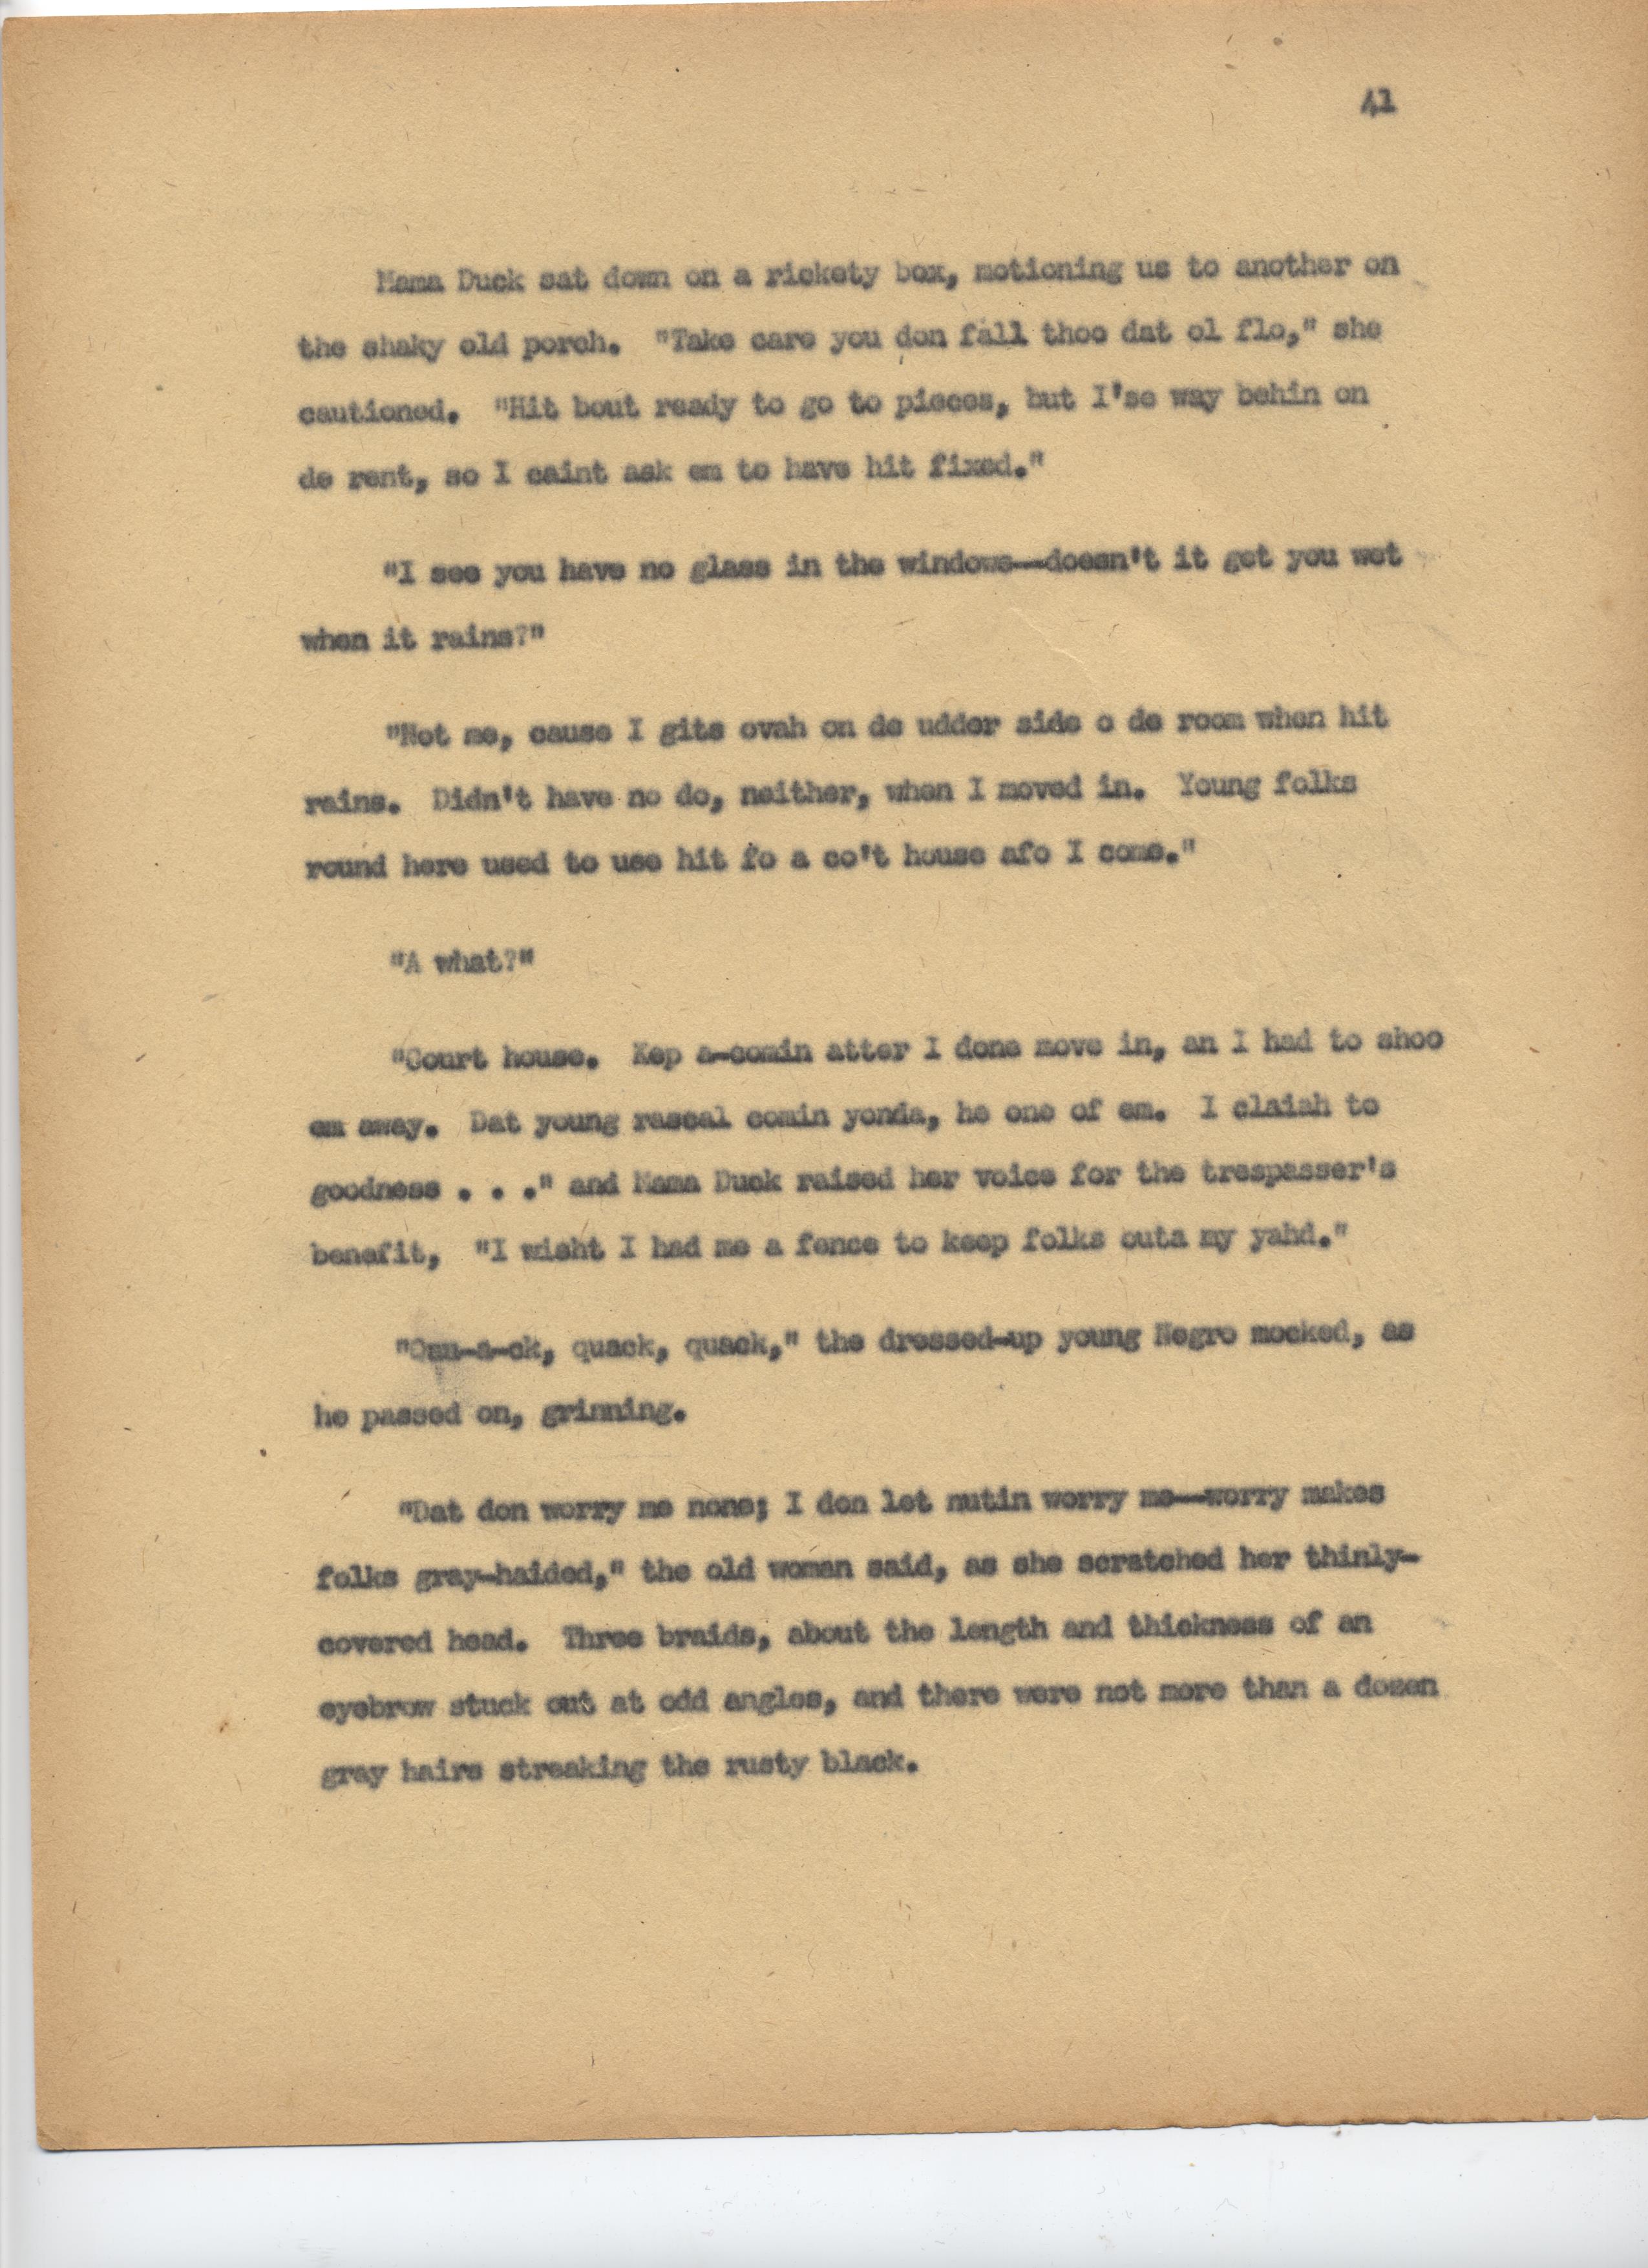 41
Mama Duck sat down on a rickety box, motioning us to another on
the shaky old porch. "Take care you don fall thoo dat ol flo," she
cautioned. "Hit bout ready to go to pieces, but I'se way behin on
de rent, so I caint ask em to have hit fixed."
"I see you have no glass in the windows--doesn't it get you wet
when it rains?"
"Not me, cause I gits ovah on de udder side o de room when hit
rains. Didn't have no do, neither, when I moved in. Young folks
round here used to use hit fo a co't house afo I come."
"A what?"
"Court house. Kep a-comin atter I done move in, an I had to shoo
em away. Dat young rascal comin yonda, he one of em. I claiah to
goodness . . ." and Mama Duck raised her voice for the trespasser's
benefit, "I wisht I had me a fence to keep folks outa my yahd."
"Qua-a-ck, quack, quack," the dressed-up young Negro mocked, as
he passed on, grinning.
"Dat don worry me none; I don let nutin worry me--worry makes
folks gray-haided," the old woman said, as she scratched her thinly-
covered head. Three braids, about the length and thickness of an
eyebrow stuck out at odd angles, and there were not more than a dozen
gray hairs streaking the rusty black.